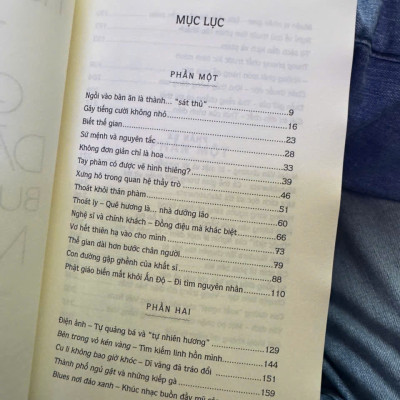 MỤC LỤC
PHẦN MỘT
Ngồi vào bàn ăn là thành... "sát thủ" 9
Gây tiếng cười không nhỏ 16
Biết thế gian 23
Sứ mệnh và nguyên tắc 28
Không đơn giản chỉ là hoa 33
Tay phàm có được vẽ hình thiêng? 39
Xưng hô trong quan hệ thầy trò 46
Thoát khỏi thân phàm 51
Thoát ly – Quê hương là... nhà dưỡng lão 60
Nghệ sĩ và chính khách – Đồng điệu mà khác biệt 66
Vơ hết thiên hạ vào cho mình 73
Thế gian dài hơn bước chân người 79
Con đường gập ghềnh của khất sĩ 88
Phật giáo biến mất khỏi Ấn Độ – Đi tìm nguyên nhân 110
PHẦN HAI
Điện ảnh – Tự quảng bá và "tự nhiên hương" 129
Bên trong vỏ kén vàng – Tìm kiếm linh hồn mình 144
Cu li không bao giờ khóc – Dĩ vãng đã tráo đổi 151
Thành phố ngủ gật và những kiếp gà 159
Blues nơi đảo xanh – Khúc nhạc buồn